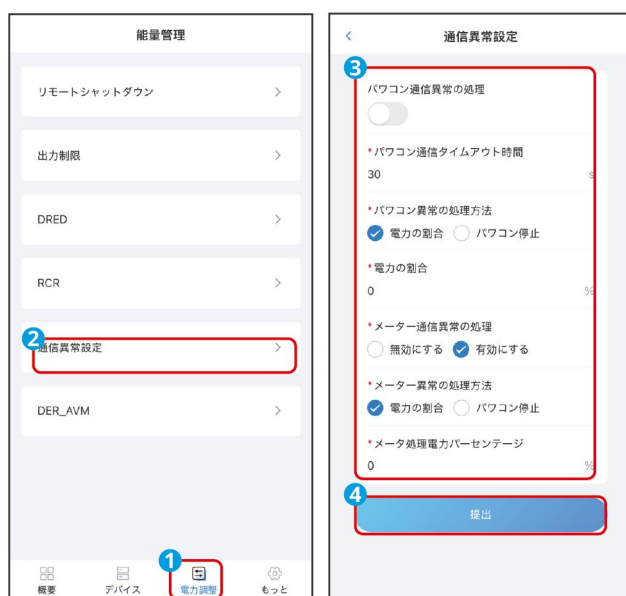 能量管理
リモートシャットダウン
出力制限
DRED
RCR
2
通信異常設定
DER_AVM
1
概要
デバイス
電力調整
もっと
通信異常設定
3
パワコン通信異常の処理
*パワコン通信タイムアウト時間
30 s
*パワコン異常の処理方法
電力の割合 パワコン停止
*電力の割合
0 %
*メーター通信異常の処理
無効にする 有効にする
*メーター異常の処理方法
電力の割合 パワコン停止
*メータ処理電力パーセンテージ
0 %
4
提出